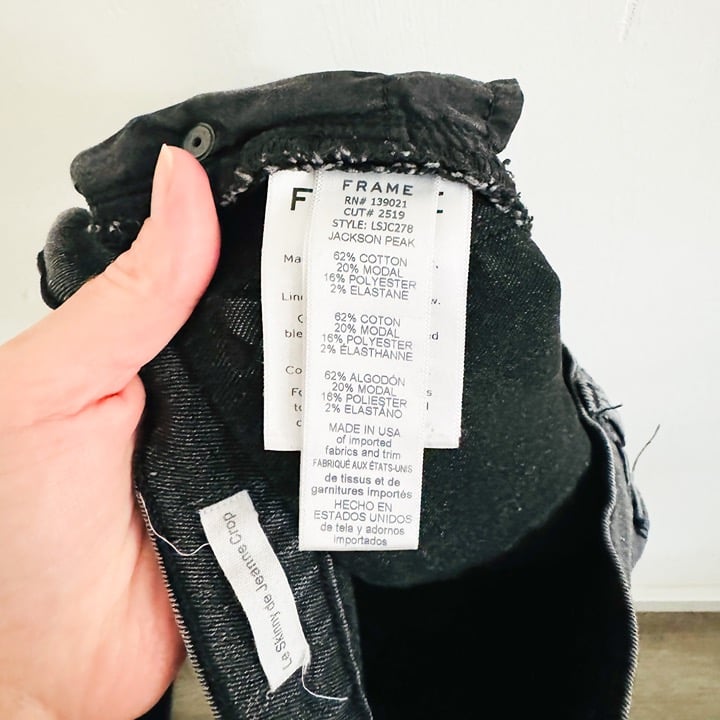 FRAME
RN# 139021
CUT# 2519
STYLE: LSJC278
JACKSON PEAK
62% COTTON
20% MODAL
16% POLYESTER
2% ELASTANE
62% COTON
20% MODAL
16% POLYESTER
2% ÉLASTHANNE
62% ALGODÓN
20% MODAL
16% POLIESTER
2% ELASTANO
MADE IN USA
of imported
fabrics and trim
FABRIQUÉ AUX ÉTATS-UNIS
de tissus et de
garnitures importés
HECHO EN
ESTADOS UNIDOS
de tela y adornos
importados
Le Skinny de Jeanne Crop